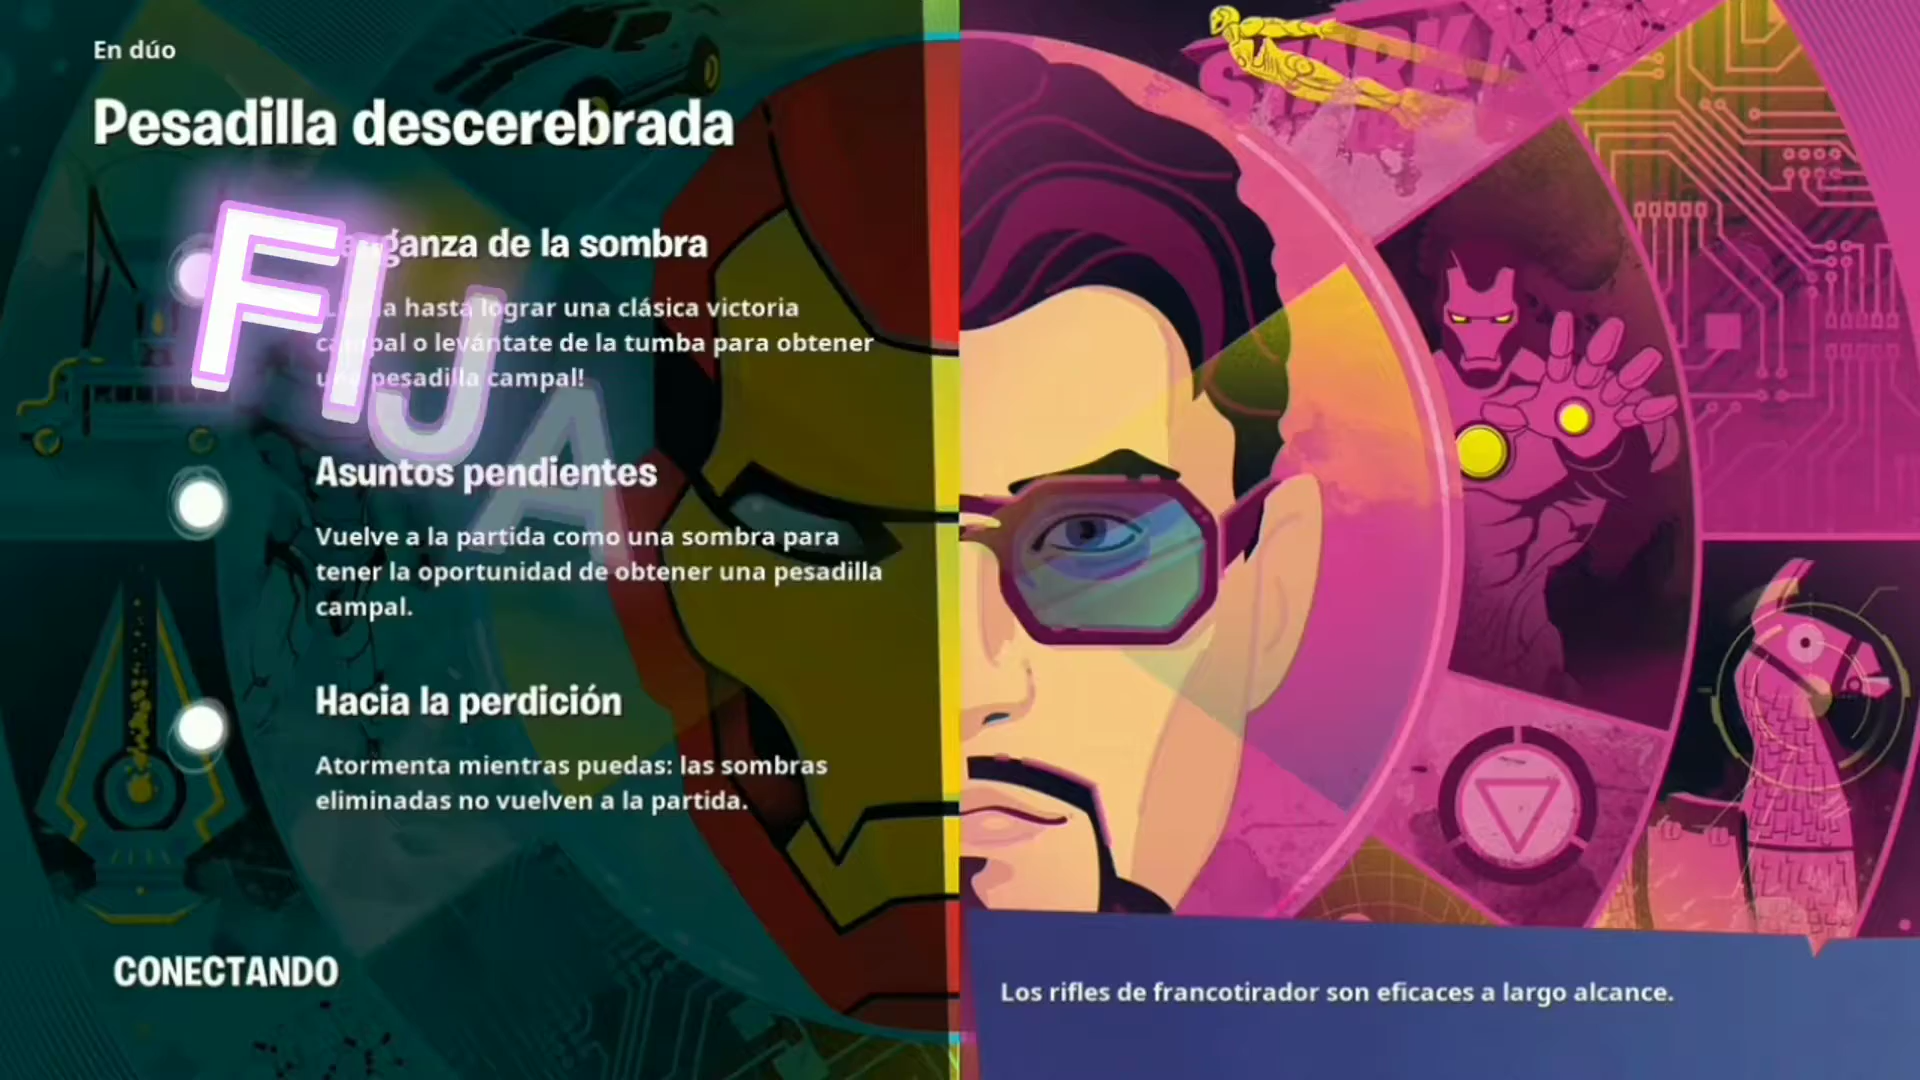 En dúo
Pesadilla descerebrada
FIJA
de la sombra
hasta lograr una clásica victoria
campal o levántate de la tumba para obtener
una pesadilla campal!
Asuntos pendientes
Vuelve a la partida como una sombra para
tener la oportunidad de obtener una pesadilla
campal.
Hacia la perdición
Atormenta mientras puedas: las sombras
eliminadas no vuelven a la partida.
CONECTANDO
STARK
Los rifles de francotirador son eficaces a largo alcance.